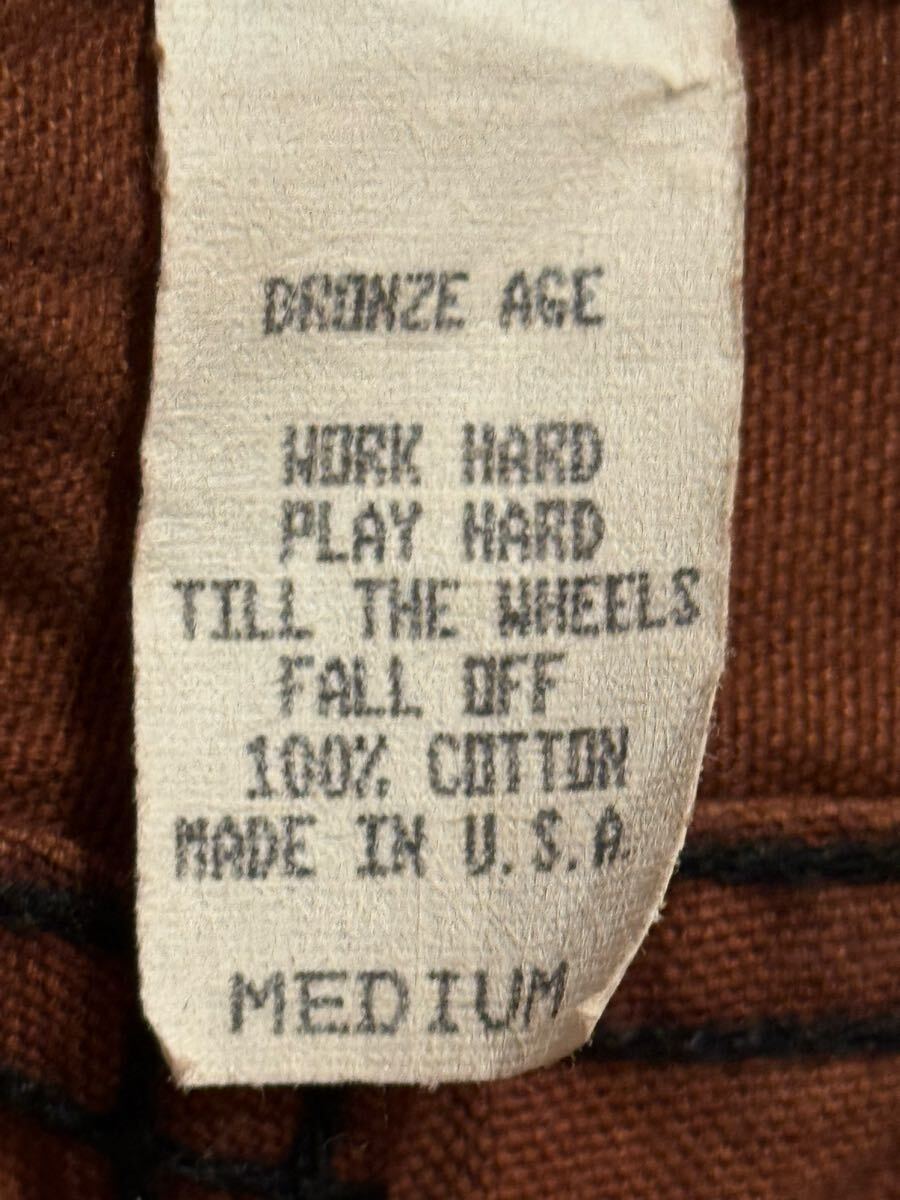 BRONZE AGE
WORK HARD
PLAY HARD
TILL THE WHEELS
FALL OFF
100% COTTON
MADE IN U.S.A.
MEDIUM